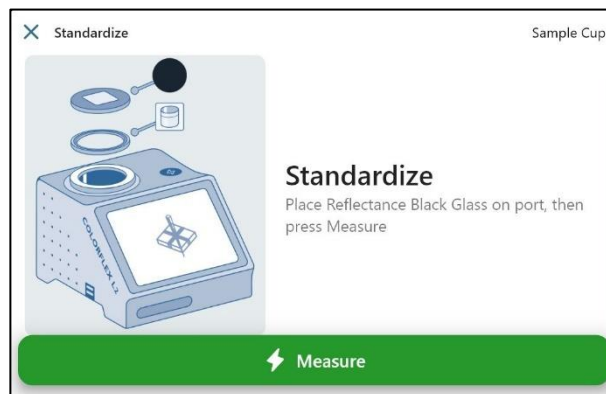 Standardize
Sample Cup
COLORFLEX L2
Standardize
Place Reflectance Black Glass on port, then
press Measure
Measure